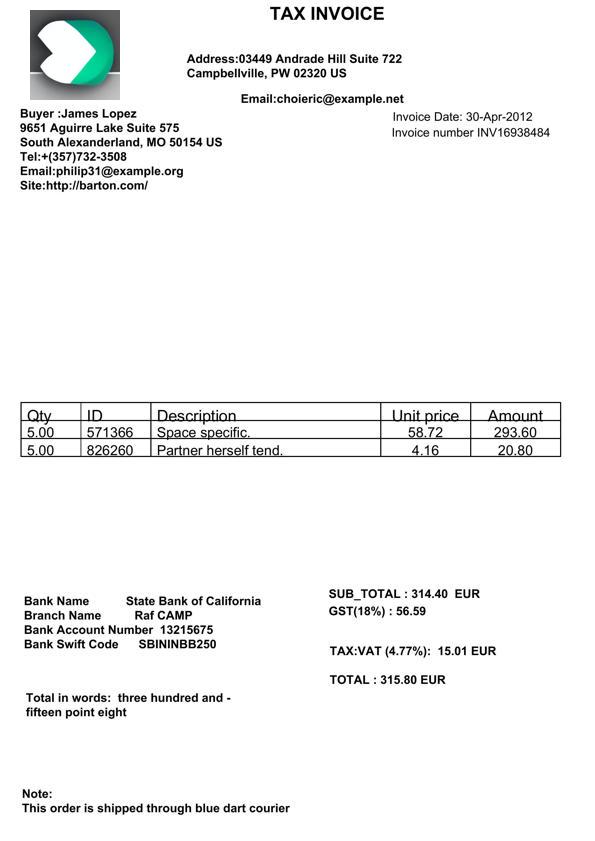 TAX INVOICE
Address:03449 Andrade Hill Suite 722
Campbellville, PW 02320 US
Email:choieric@example.net
Buyer :James Lopez
9651 Aguirre Lake Suite 575
South Alexanderland, MO 50154 US
Tel:+(357)732-3508
Email:philip31@example.org
Site:http://barton.com/
Invoice Date: 30-Apr-2012
Invoice number INV16938484
Qty ID Description Unit price Amount
5.00 571366 Space specific. 58.72 293.60
5.00 826260 Partner herself tend. 4.16 20.80
Bank Name State Bank of California
Branch Name Raf CAMP
Bank Account Number 13215675
Bank Swift Code SBININBB250
SUB_TOTAL : 314.40 EUR
GST(18%) : 56.59
TAX:VAT (4.77%): 15.01 EUR
TOTAL : 315.80 EUR
Total in words: three hundred and -
fifteen point eight
Note:
This order is shipped through blue dart courier